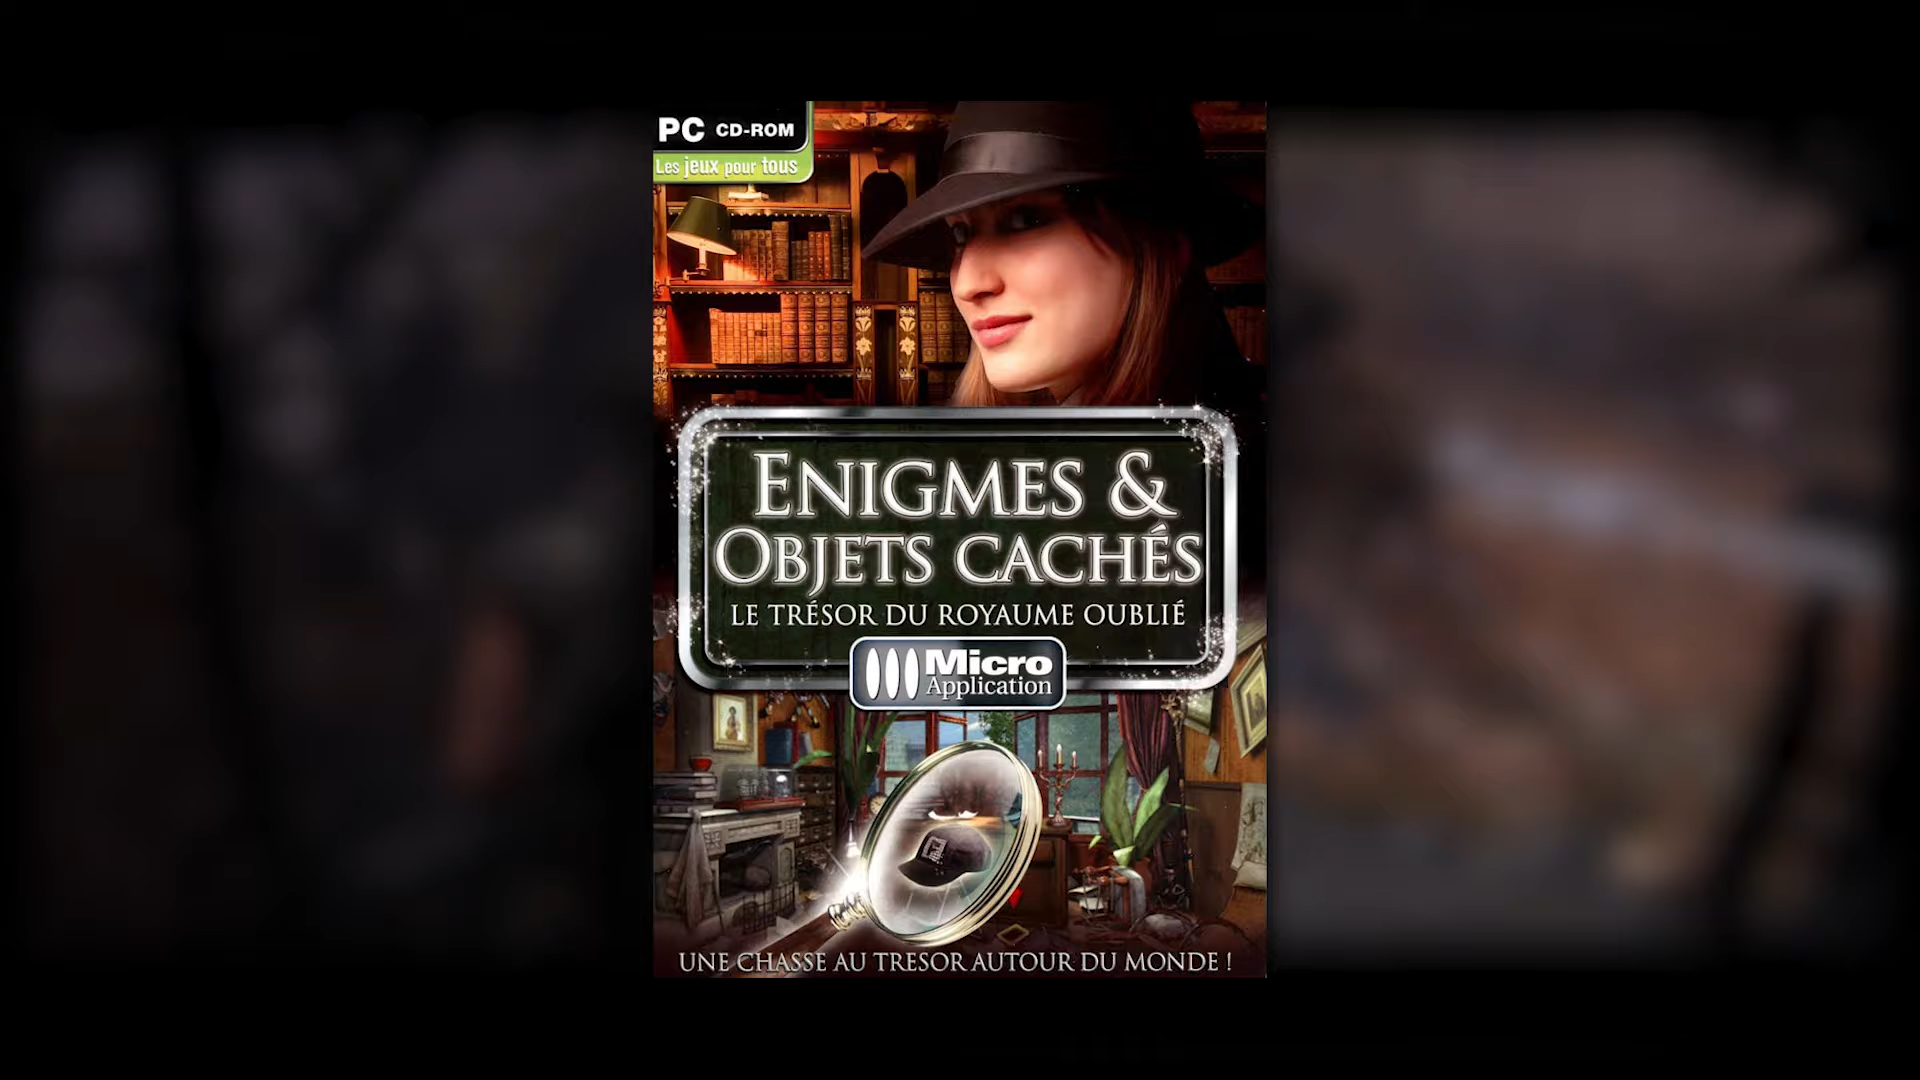 PC CD-ROM
Les jeux pour tous
ENIGMES &
OBJETS CACHÉS
LE TRÉSOR DU ROYAUME OUBLIÉ
Micro
Application
UNE CHASSE AU TRESOR AUTOUR DU MONDE !